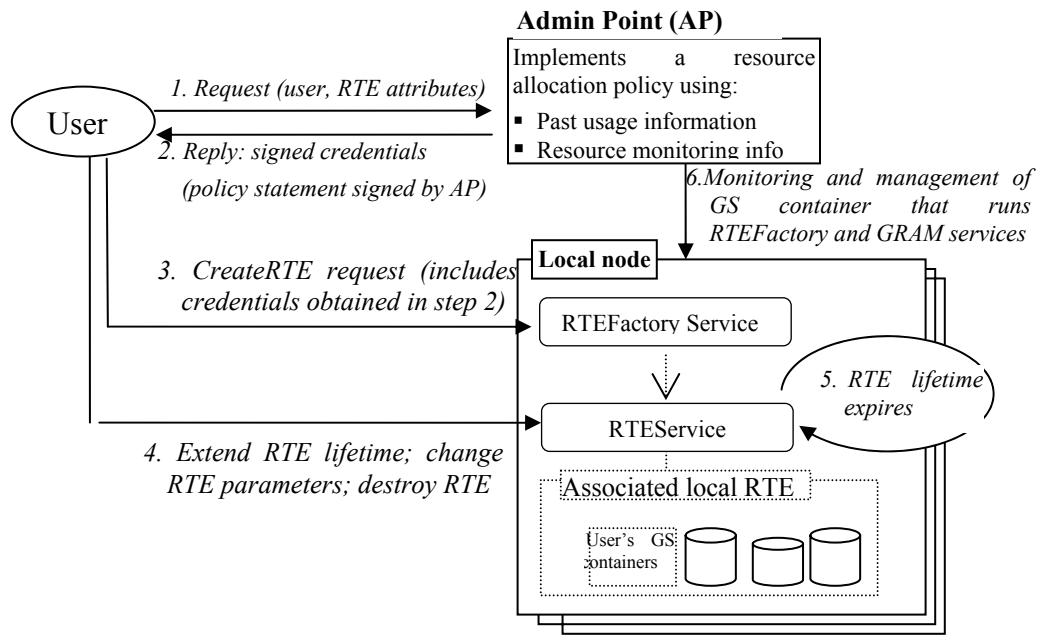 Admin Point (AP)
Implements a resource
allocation policy using:
▪ Past usage information
▪ Resource monitoring info
1. Request (user, RTE attributes)
User
2. Reply: signed credentials
(policy statement signed by AP)
6.Monitoring and management of
GS container that runs
RTEFactory and GRAM services
3. CreateRTE request (includes
credentials obtained in step 2)
Local node
RTEFactory Service
5. RTE lifetime
expires
RTEService
4. Extend RTE lifetime; change
RTE parameters; destroy RTE
Associated local RTE
User's GS
containers